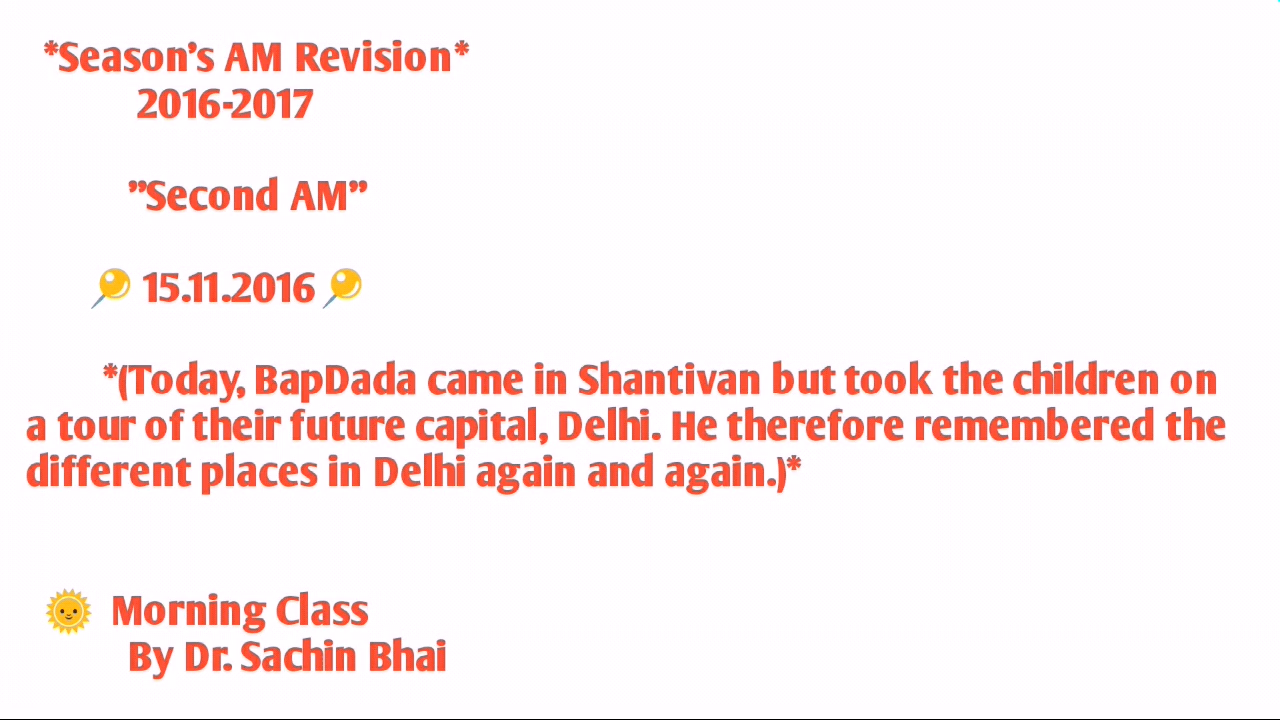 *Season's AM Revision*
2016-2017
"Second AM"
15.11.2016
*(Today, BapDada came in Shantivan but took the children on
a tour of their future capital, Delhi. He therefore remembered the
different places in Delhi again and again.)*
🌞 Morning Class
By Dr. Sachin Bhai